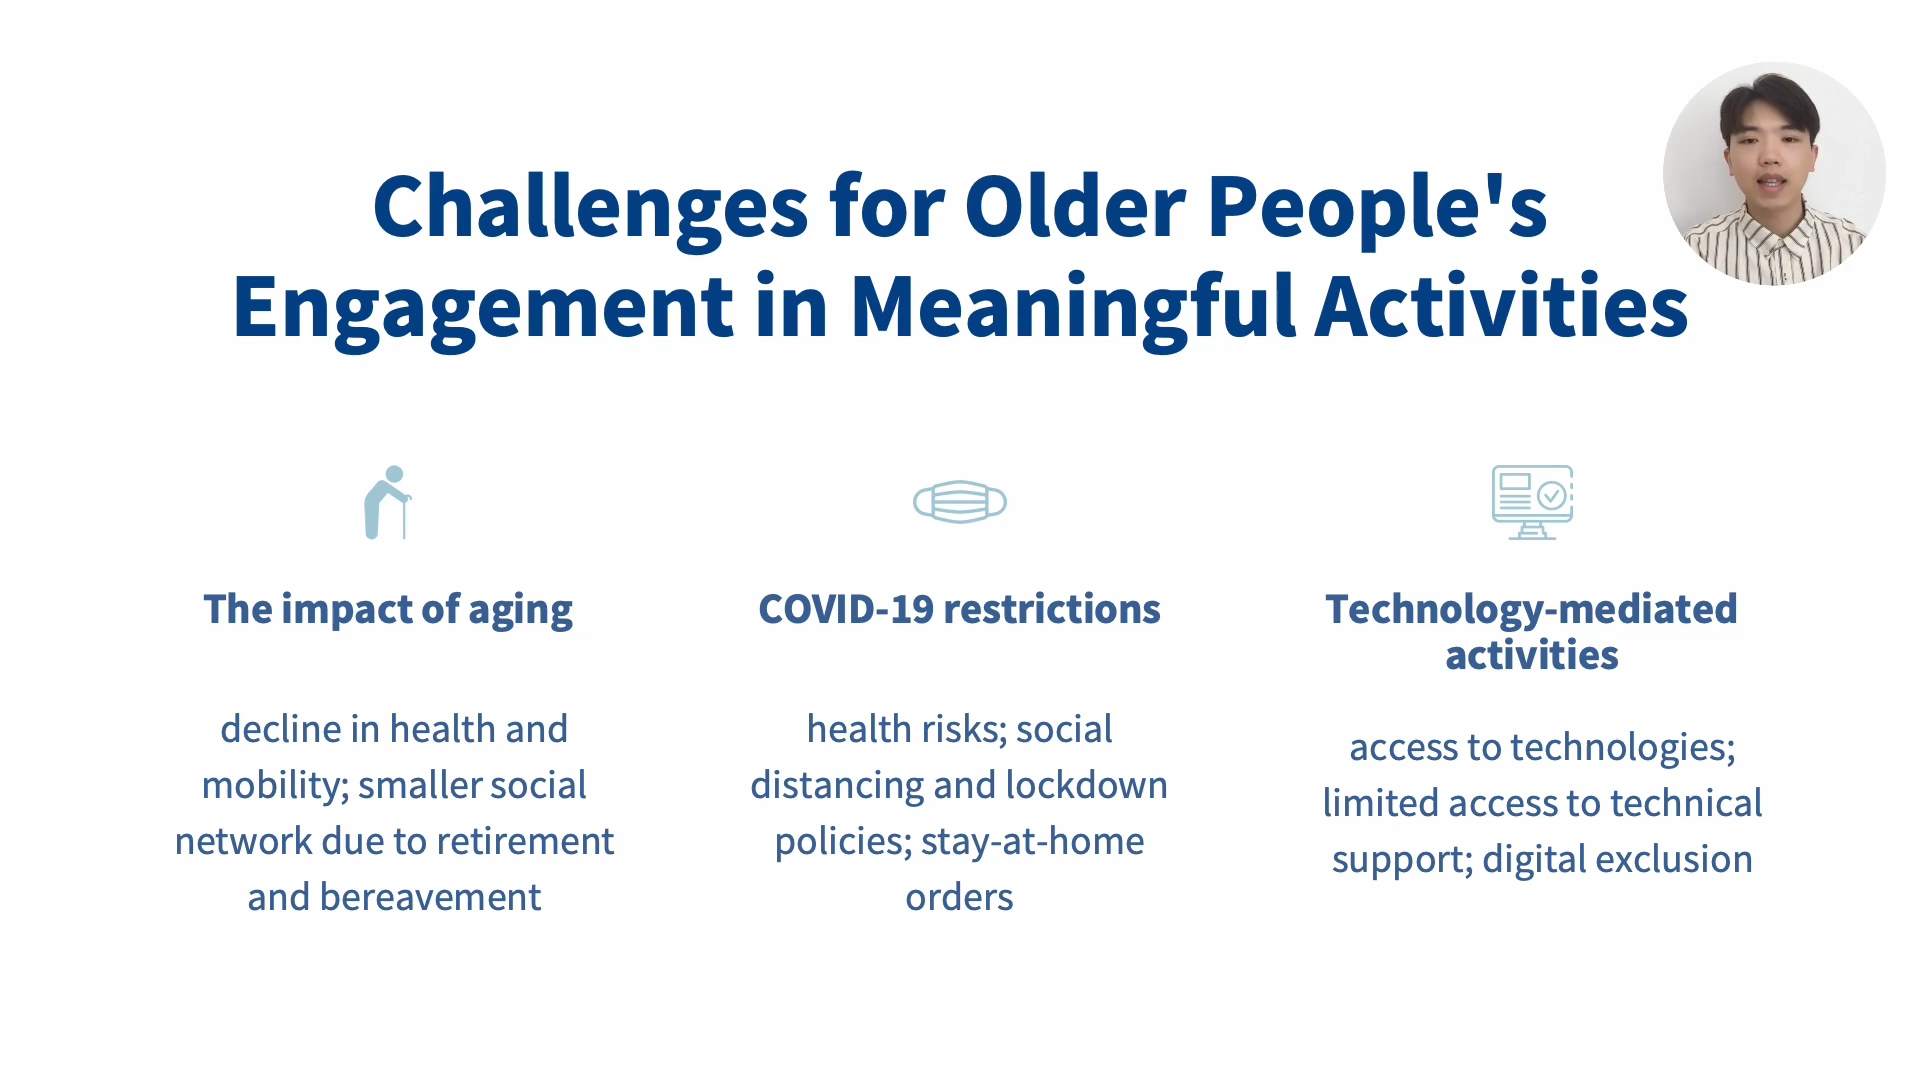 Challenges for Older People's
Engagement in Meaningful Activities
The impact of aging
decline in health and
mobility; smaller social
network due to retirement
and bereavement
COVID-19 restrictions
health risks; social
distancing and lockdown
policies; stay-at-home
orders
Technology-mediated
activities
access to technologies;
limited access to technical
support; digital exclusion